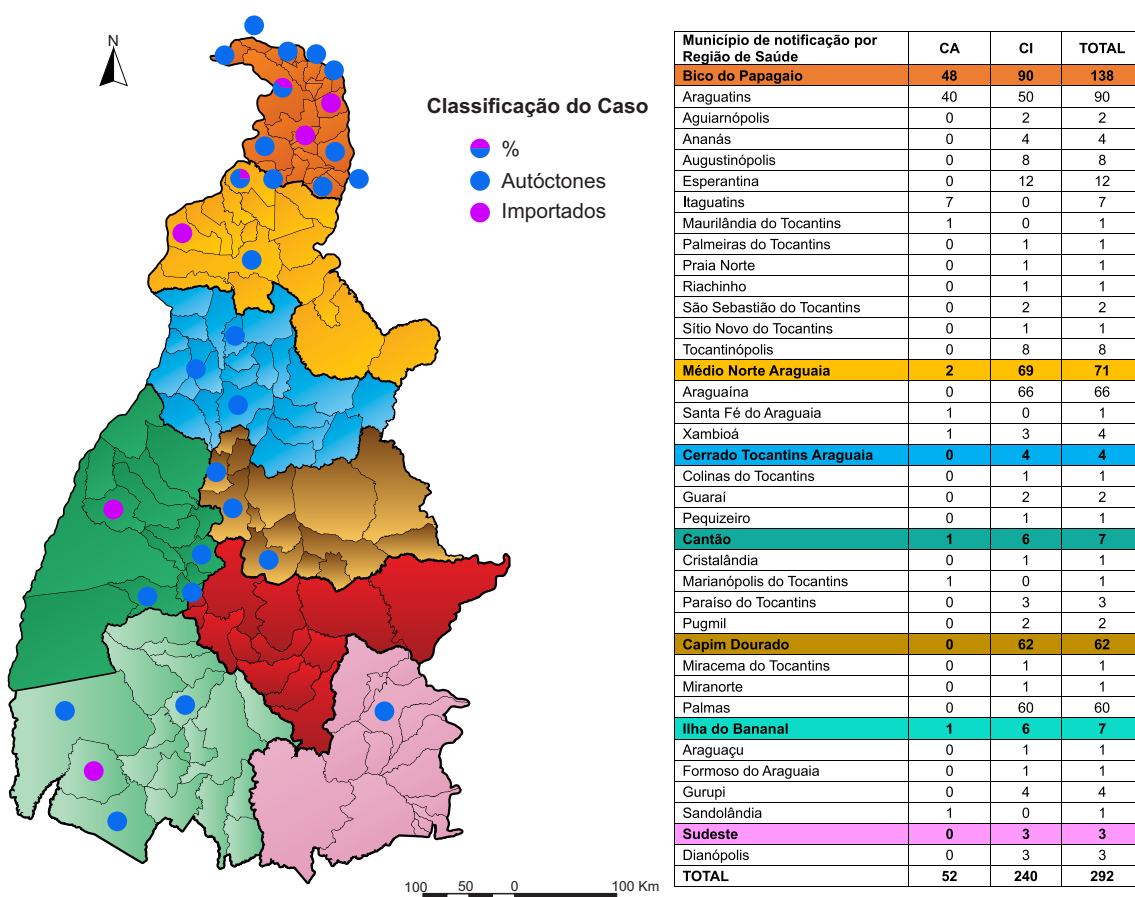 N
Classificação do Caso
%
Autóctones
Importados
100 50 0 100 Km
Município de notificação por
Região de Saúde CA CI TOTAL
Bico do Papagaio 48 90 138
Araguatins 40 50 90
Aguiarnópolis 0 2 2
Ananás 0 4 4
Augustinópolis 0 8 8
Esperantina 0 12 12
Itaguatins 7 0 7
Maurilândia do Tocantins 1 0 1
Palmeiras do Tocantins 0 1 1
Praia Norte 0 1 1
Riachinho 0 1 1
São Sebastião do Tocantins 0 2 2
Sítio Novo do Tocantins 0 1 1
Tocantinópolis 0 8 8
Médio Norte Araguaia 2 69 71
Araguaína 0 66 66
Santa Fé do Araguaia 1 0 1
Xambioá 1 3 4
Cerrado Tocantins Araguaia 0 4 4
Colinas do Tocantins 0 1 1
Guaraí 0 2 2
Pequizeiro 0 1 1
Cantão 1 6 7
Cristalândia 0 1 1
Marianópolis do Tocantins 1 0 1
Paraíso do Tocantins 0 3 3
Pugmil 0 2 2
Capim Dourado 0 62 62
Miracema do Tocantins 0 1 1
Miranorte 0 1 1
Palmas 0 60 60
Ilha do Bananal 1 6 7
Araguaçu 0 1 1
Formoso do Araguaia 0 1 1
Gurupi 0 4 4
Sandolândia 1 0 1
Sudeste 0 3 3
Dianópolis 0 3 3
TOTAL 52 240 292